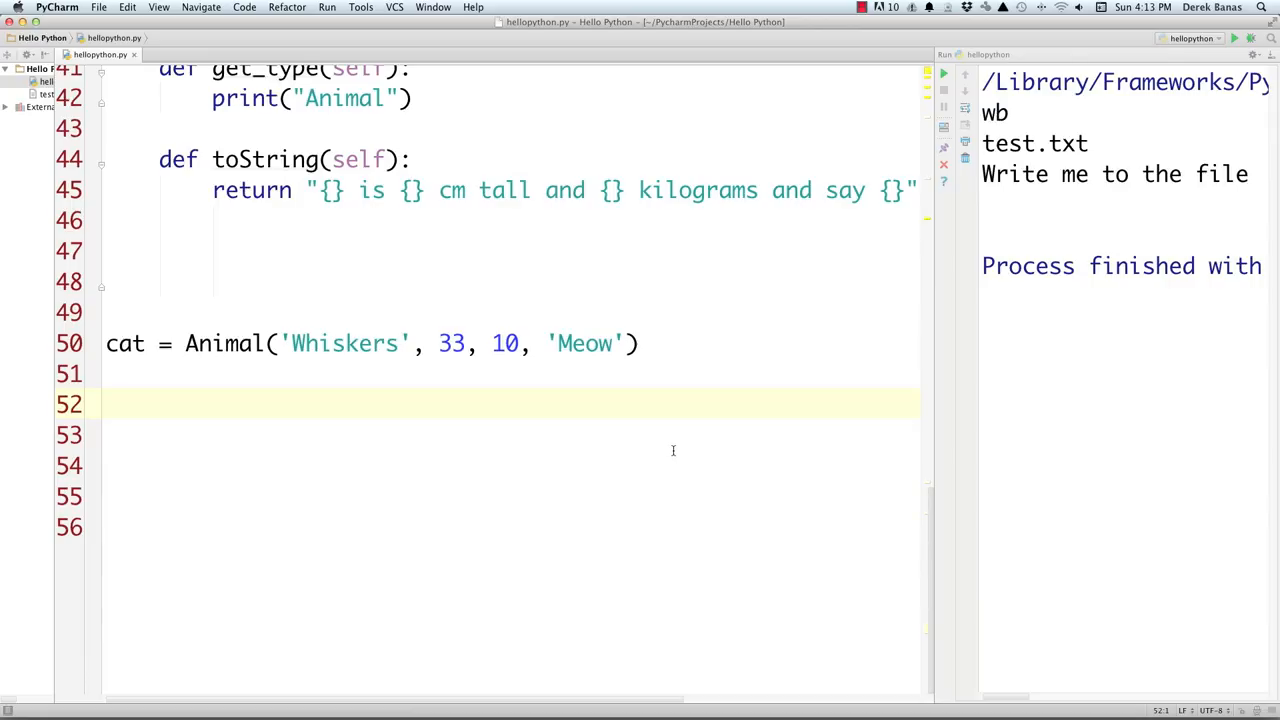 PyCharm File Edit View Navigate Code Refactor Run Tools VCS Window Help 10 Sun 4:13 PM Derek Banas
hellopython.py – Hello Python – [~/PycharmProjects/Hello Python]
Hello Python hellopython.py hellopython
hellopython.py Run hellopython
Hello P
hell
test
Externa
41 def get_type(self):
42 print("Animal")
43
44 def toString(self):
45 return "{} is {} cm tall and {} kilograms and say {}"
46
47
48
49
50 cat = Animal('Whiskers', 33, 10, 'Meow')
51
52
53
54
55
56
/Library/Frameworks/Py
wb
test.txt
Write me to the file
Process finished with
52:1 LF UTF-8